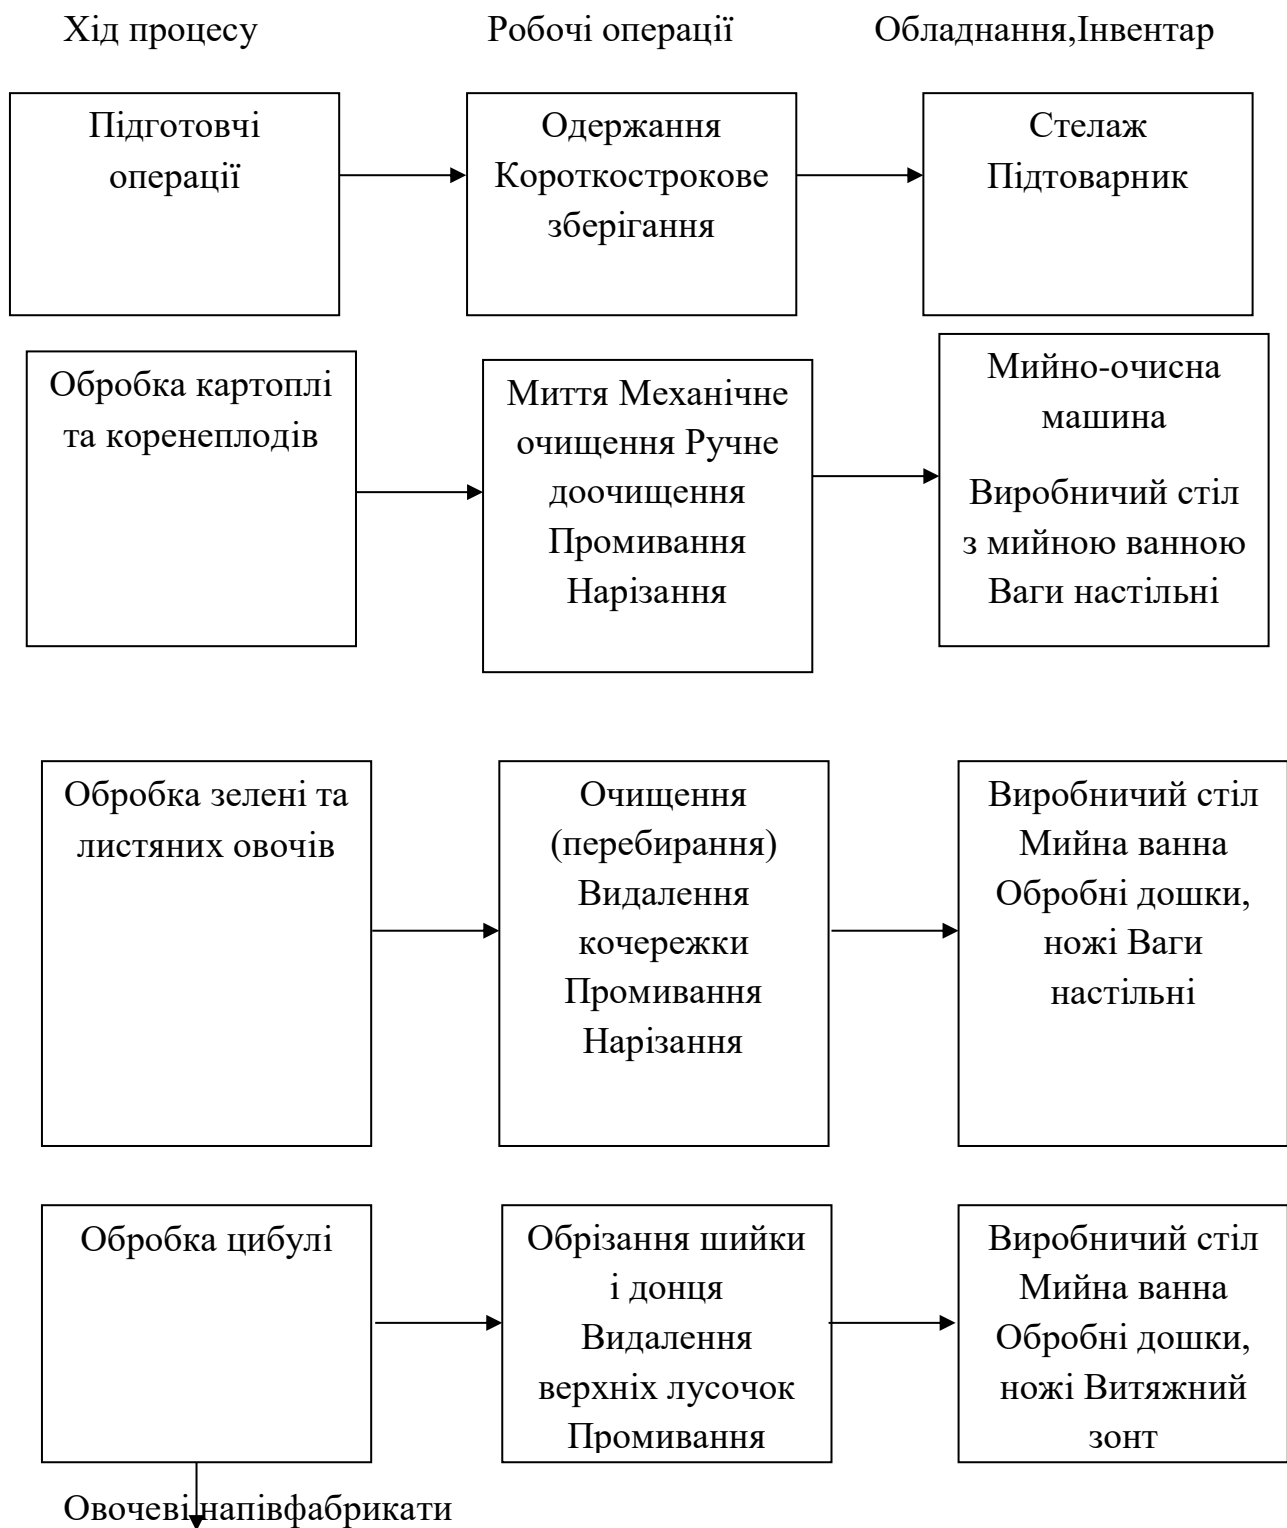 Хід процесу Робочі операції Обладнання,Інвентар
Підготовчі
операції
Одержання
Короткострокове
зберігання
Стелаж
Підтоварник
Обробка картоплі
та коренеплодів
Миття Механічне
очищення Ручне
доочищення
Промивання
Нарізання
Мийно-очисна
машина
Виробничий стіл
з мийною ванною
Ваги настільні
Обробка зелені та
листяних овочів
Очищення
(перебирання)
Видалення
кочережки
Промивання
Нарізання
Виробничий стіл
Мийна ванна
Обробні дошки,
ножі Ваги
настільні
Обробка цибулі
Обрізання шийки
і донця
Видалення
верхніх лусочок
Промивання
Виробничий стіл
Мийна ванна
Обробні дошки,
ножі Витяжний
зонт
Овочеві напівфабрикати